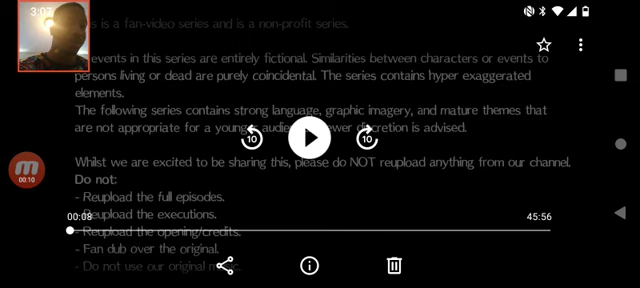 3:07
This is a fan-video series and is a non-profit series.
events in this series are entirely fictional. Similarities between characters or events to
persons living or dead are purely coincidental. The series contains hyper exaggerated
elements.
The following series contains strong language, graphic imagery, and mature themes that
are not appropriate for a younger audience. Viewer discretion is advised.
10
10
Whilst we are excited to be sharing this, please do NOT reupload anything from our channel.
Do not:
00:10
- Reupload the full episodes.
- Reupload the executions.
00:08
45:56
- Reupload the opening/credits.
- Fan dub over the original.
- Do not use our original music.